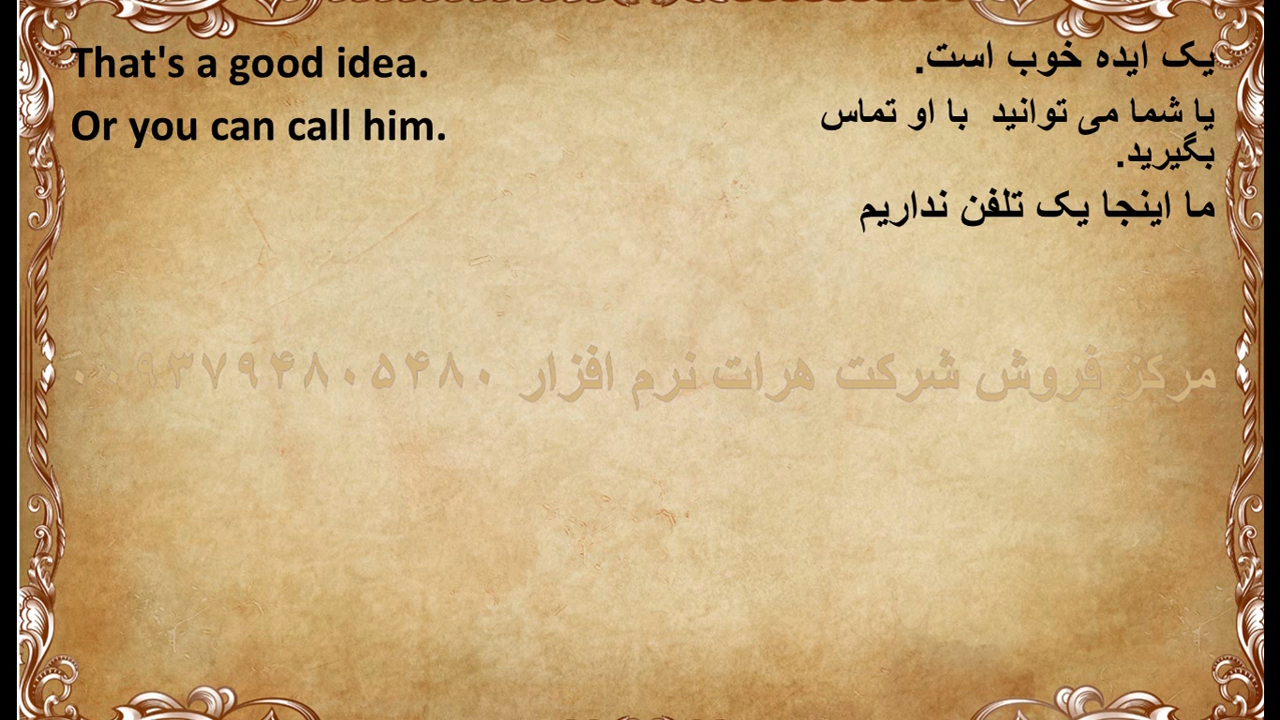 That's a good idea.
Or you can call him.
یک ایده خوب است.
یا شما می توانید با او تماس
بگیرید.
ما اینجا یک تلفن نداریم
مرکز فروش شرکت هرات نرم افزار ۰۰۹۳۷۹۴۸۰۵۴۸۰